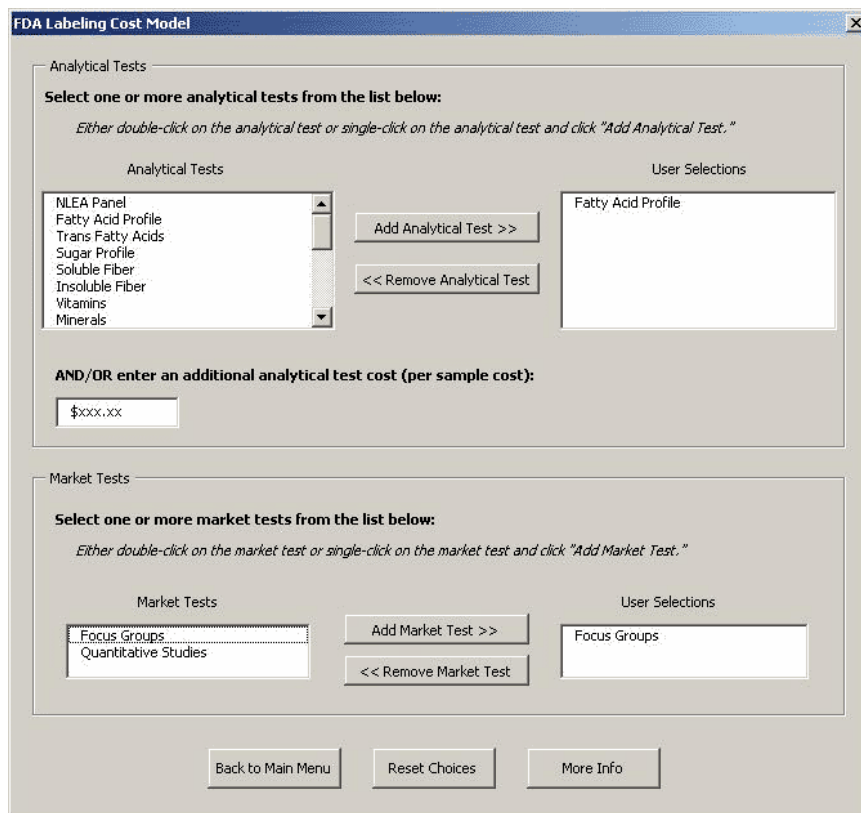 FDA Labeling Cost Model
Analytical Tests
Select one or more analytical tests from the list below:
Either double-click on the analytical test or single-click on the analytical test and click "Add Analytical Test."
Analytical Tests
User Selections
NLEA Panel
Fatty Acid Profile
Trans Fatty Acids
Sugar Profile
Soluble Fiber
Insoluble Fiber
Vitamins
Minerals
Add Analytical Test >>
<< Remove Analytical Test
Fatty Acid Profile
AND/OR enter an additional analytical test cost (per sample cost):
$xxx.xx
Market Tests
Select one or more market tests from the list below:
Either double-click on the market test or single-click on the market test and click "Add Market Test."
Market Tests
User Selections
Focus Groups
Quantitative Studies
Add Market Test >>
<< Remove Market Test
Focus Groups
Back to Main Menu
Reset Choices
More Info